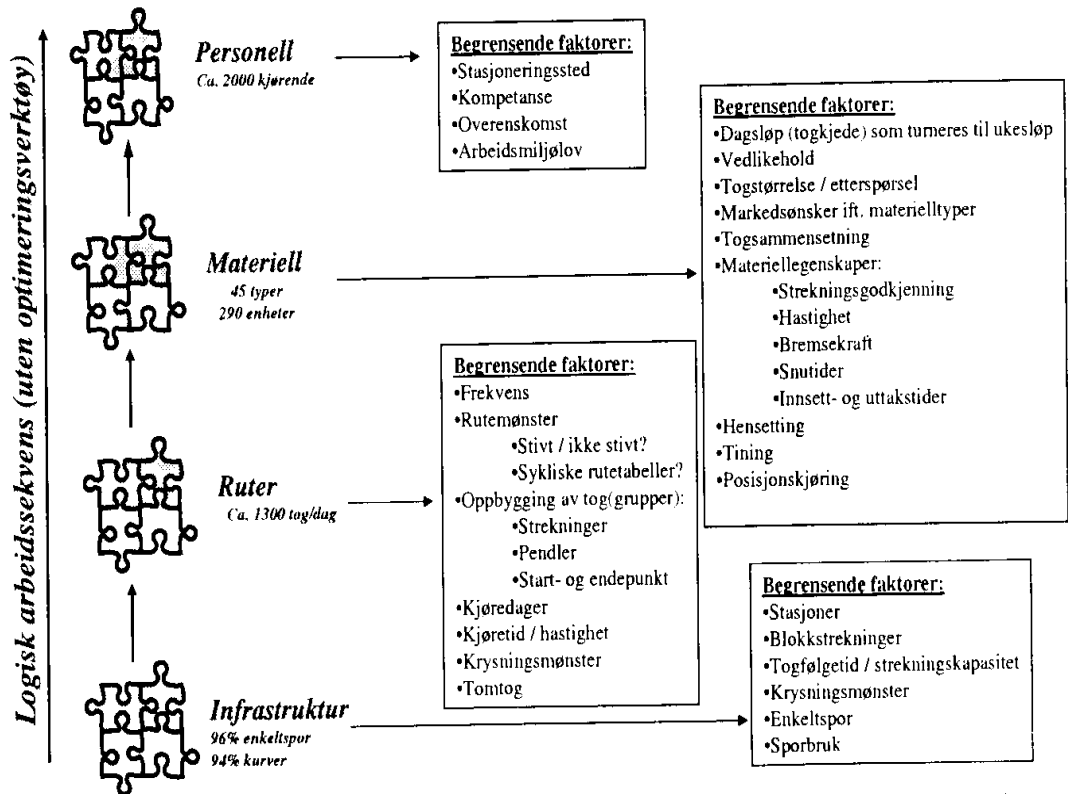 Logisk arbeidssekvens (uten optimeringsverktøy)
Personell
Ca. 2000 kjørende
Begrensende faktorer:
•Stasjoneringssted
•Kompetanse
•Overenskomst
•Arbeidsmiljølov
Materiell
45 typer
290 enheter
Begrensende faktorer:
•Dagsløp (togkjede) som turneres til ukesløp
•Vedlikehold
•Togstørrelse / etterspørsel
•Markedsønsker ift. materielltyper
•Togsammensetning
•Materiellegenskaper:
•Strekningsgodkjenning
•Hastighet
•Bremsekraft
•Snutider
•Innsett- og uttakstider
•Hensetting
•Tining
•Posisjonskjøring
Ruter
Ca. 1300 tog/dag
Begrensende faktorer:
•Frekvens
•Rutemønster
•Stivt / ikke stivt?
•Sykliske rutetabeller?
•Oppbygging av tog(grupper):
•Strekninger
•Pendler
•Start- og endepunkt
•Kjøredager
•Kjøretid / hastighet
•Krysningsmønster
•Tomtog
Infrastruktur
96% enkeltspor
94% kurver
Begrensende faktorer:
•Stasjoner
•Blokkstrekninger
•Togfølgetid / strekningskapasitet
•Krysningsmønster
•Enkeltspor
•Sporbruk